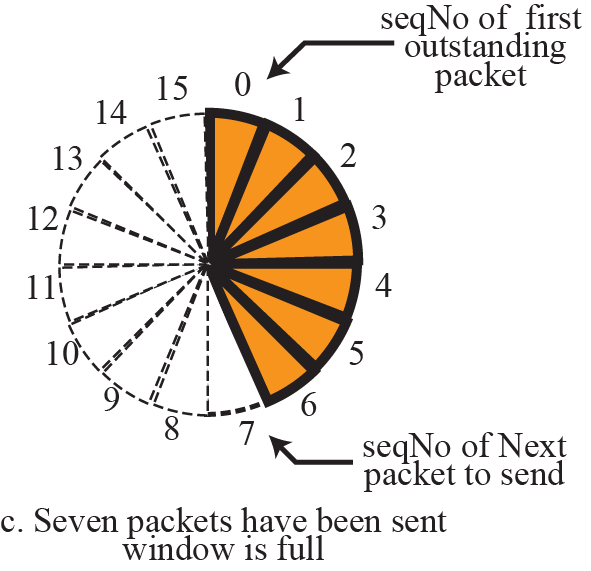 seqNo of first
outstanding
packet
0
1
2
3
4
5
6
7
8
9
10
11
12
13
14
15
seqNo of Next
packet to send
c. Seven packets have been sent
window is full